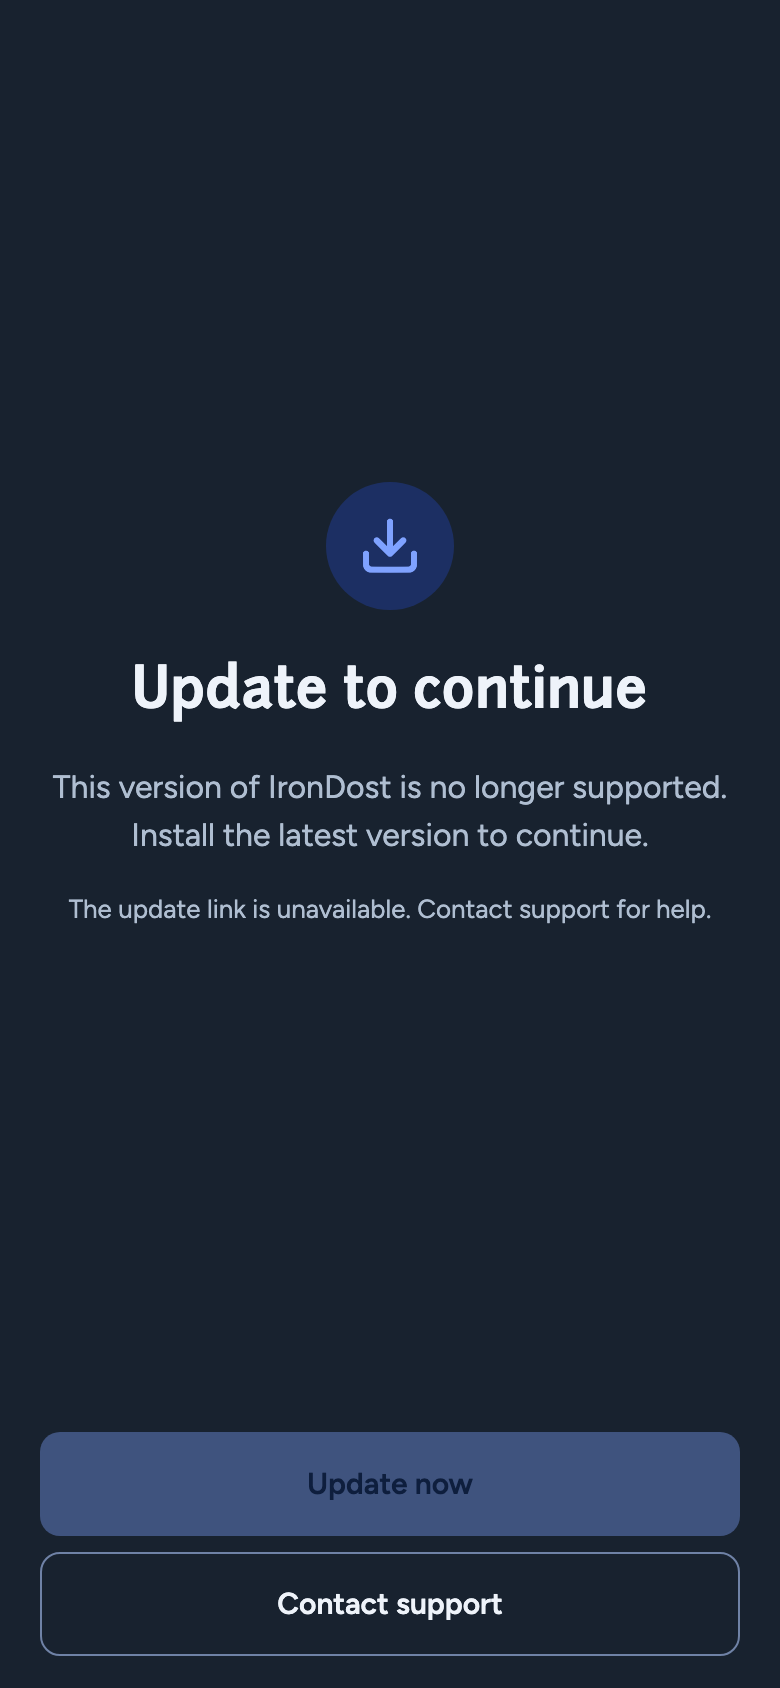 Update to continue
This version of IronDost is no longer supported.
Install the latest version to continue.
The update link is unavailable. Contact support for help.
Update now
Contact support